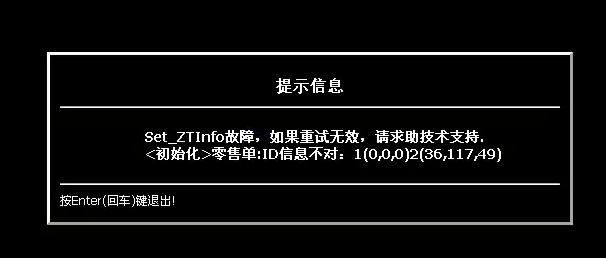 提示信息
Set_ZTInfo故障，如果重试无效，请求助技术支持.
<初始化>零售单:ID信息不对：1(0,0,0)2(36,117,49)
按Enter(回车)键退出!